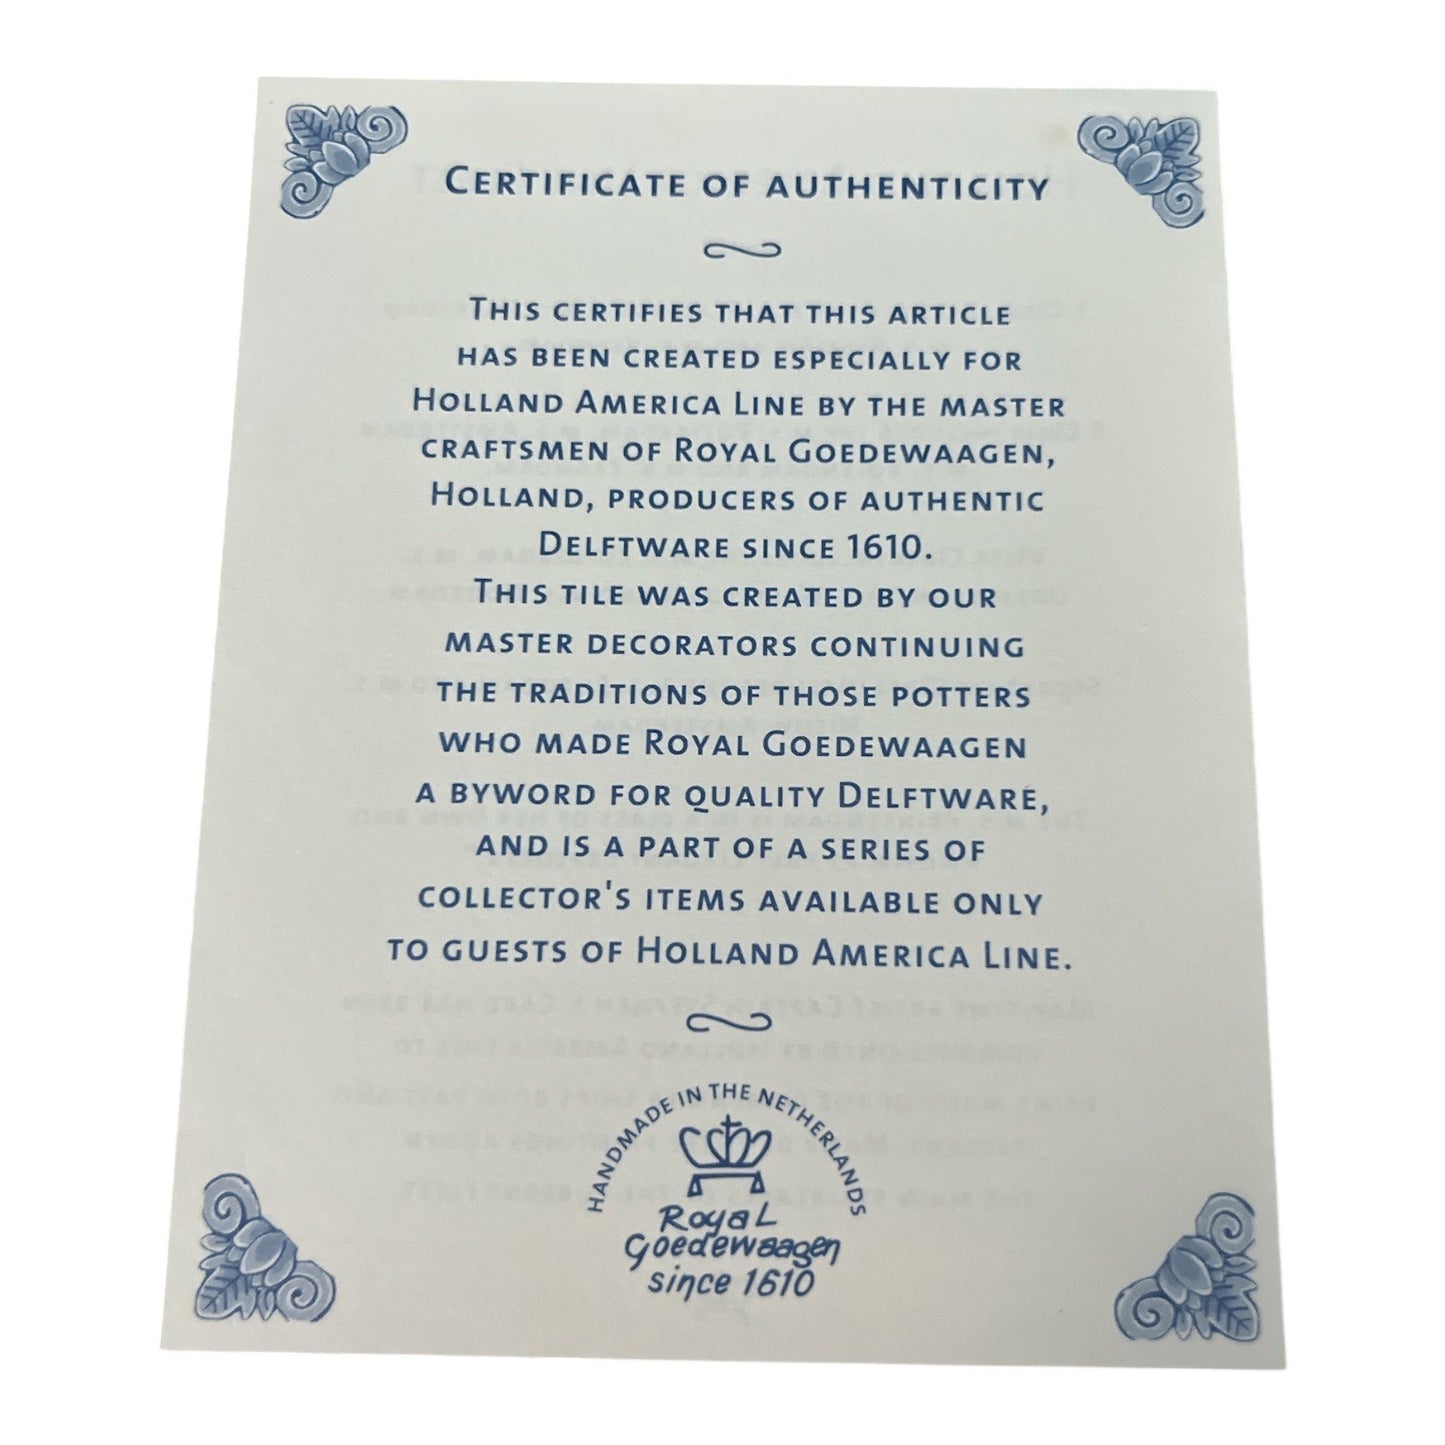 CERTIFICATE OF AUTHENTICITY
THIS CERTIFIES THAT THIS ARTICLE
HAS BEEN CREATED ESPECIALLY FOR
HOLLAND AMERICA LINE BY THE MASTER
CRAFTSMEN OF ROYAL GOEDEWAAGEN,
HOLLAND, PRODUCERS OF AUTHENTIC
DELFTWARE SINCE 1610.
THIS TILE WAS CREATED BY OUR
MASTER DECORATORS CONTINUING
THE TRADITIONS OF THOSE POTTERS
WHO MADE ROYAL GOEDEWAAGEN
A BYWORD FOR QUALITY DELFTWARE,
AND IS A PART OF A SERIES OF
COLLECTOR'S ITEMS AVAILABLE ONLY
TO GUESTS OF HOLLAND AMERICA LINE.
HANDMADE IN THE NETHERLANDS
Royal
Goedewaagen
since 1610